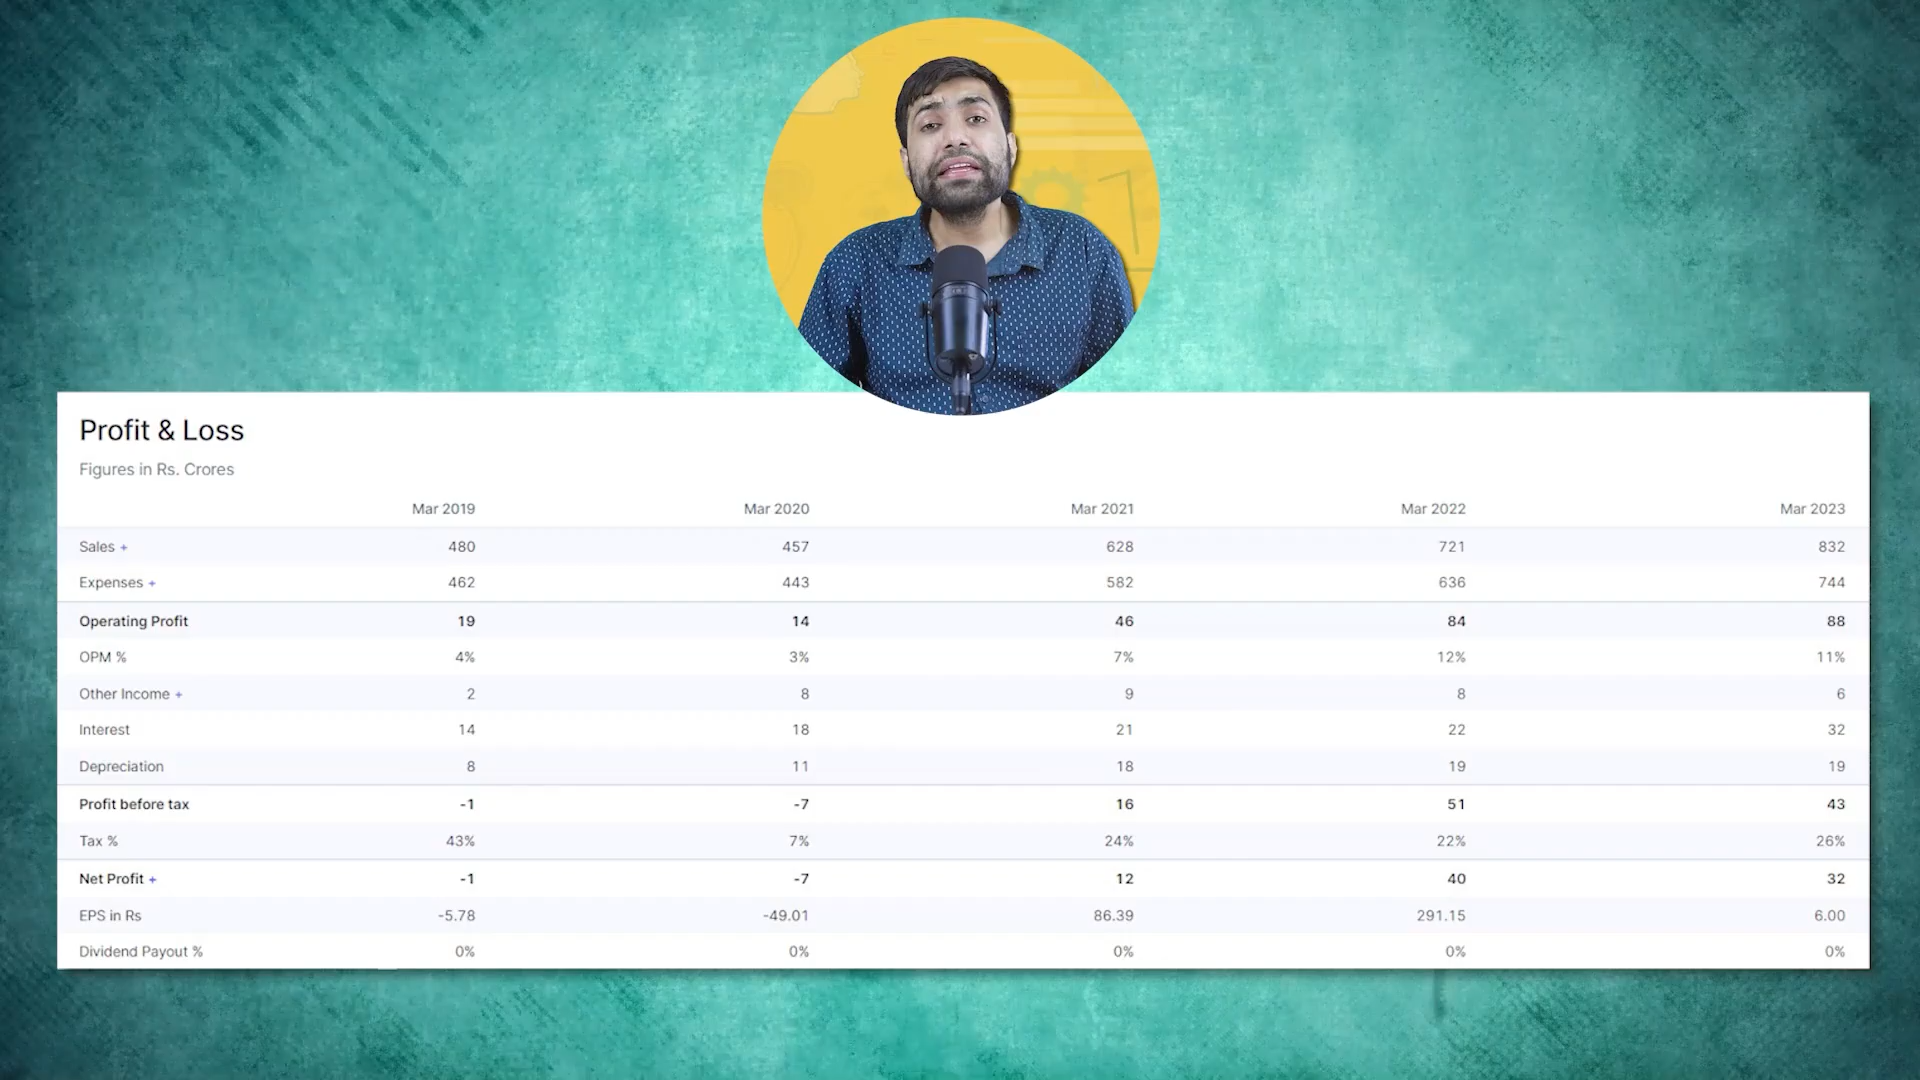 Profit & Loss
Figures in Rs. Crores
Mar 2019 Mar 2020 Mar 2021 Mar 2022 Mar 2023
Sales + 480 457 628 721 832
Expenses + 462 443 582 636 744
Operating Profit 19 14 46 84 88
OPM % 4% 3% 7% 12% 11%
Other Income + 2 8 9 8 6
Interest 14 18 21 22 32
Depreciation 8 11 18 19 19
Profit before tax -1 -7 16 51 43
Tax % 43% 7% 24% 22% 26%
Net Profit + -1 -7 12 40 32
EPS in Rs -5.78 -49.01 86.39 291.15 6.00
Dividend Payout % 0% 0% 0% 0% 0%